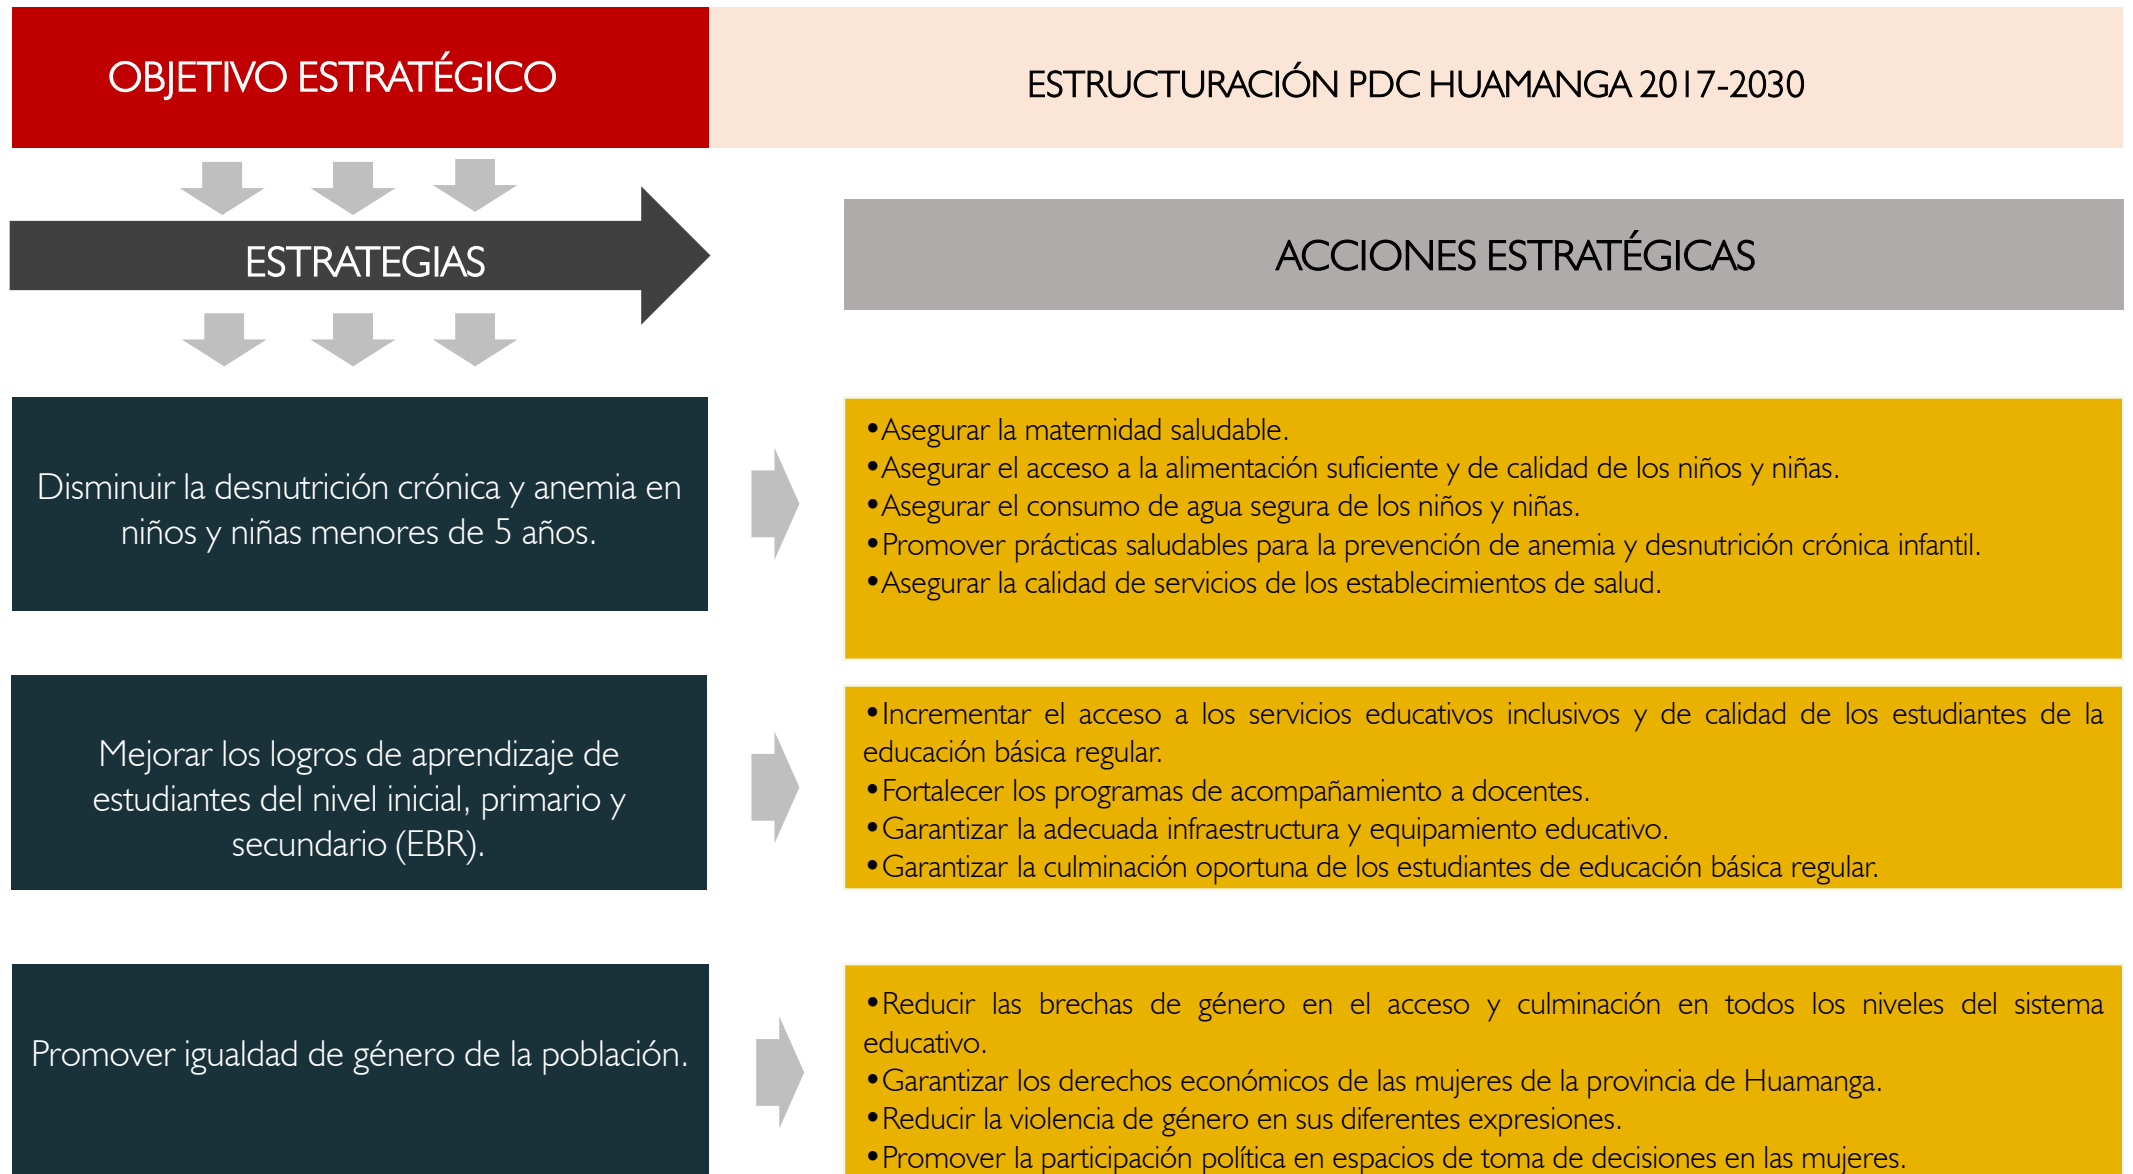 OBJETIVO ESTRATÉGICO
ESTRUCTURACIÓN PDC HUAMANGA 2017-2030
ESTRATEGIAS
ACCIONES ESTRATÉGICAS
Disminuir la desnutrición crónica y anemia en
niños y niñas menores de 5 años.
•Asegurar la maternidad saludable.
•Asegurar el acceso a la alimentación suficiente y de calidad de los niños y niñas.
•Asegurar el consumo de agua segura de los niños y niñas.
•Promover prácticas saludables para la prevención de anemia y desnutrición crónica infantil.
•Asegurar la calidad de servicios de los establecimientos de salud.
Mejorar los logros de aprendizaje de
estudiantes del nivel inicial, primario y
secundario (EBR).
•Incrementar el acceso a los servicios educativos inclusivos y de calidad de los estudiantes de la
educación básica regular.
•Fortalecer los programas de acompañamiento a docentes.
•Garantizar la adecuada infraestructura y equipamiento educativo.
•Garantizar la culminación oportuna de los estudiantes de educación básica regular.
Promover igualdad de género de la población.
•Reducir las brechas de género en el acceso y culminación en todos los niveles del sistema
educativo.
•Garantizar los derechos económicos de las mujeres de la provincia de Huamanga.
•Reducir la violencia de género en sus diferentes expresiones.
•Promover la participación política en espacios de toma de decisiones en las mujeres.